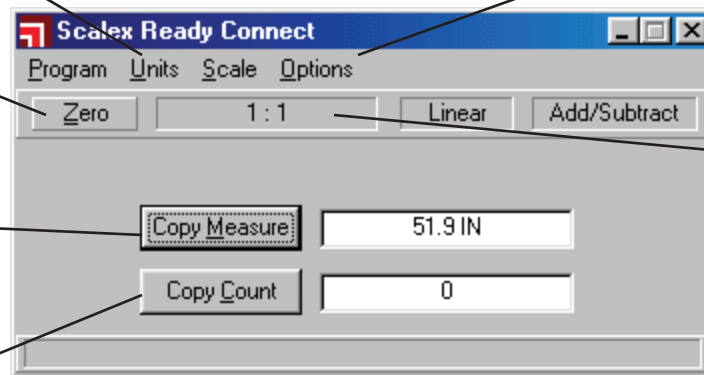 Scalex Ready Connect
Program Units Scale Options
Zero 1 : 1 Linear Add/Subtract
Copy Measure 51.9 IN
Copy Count 0